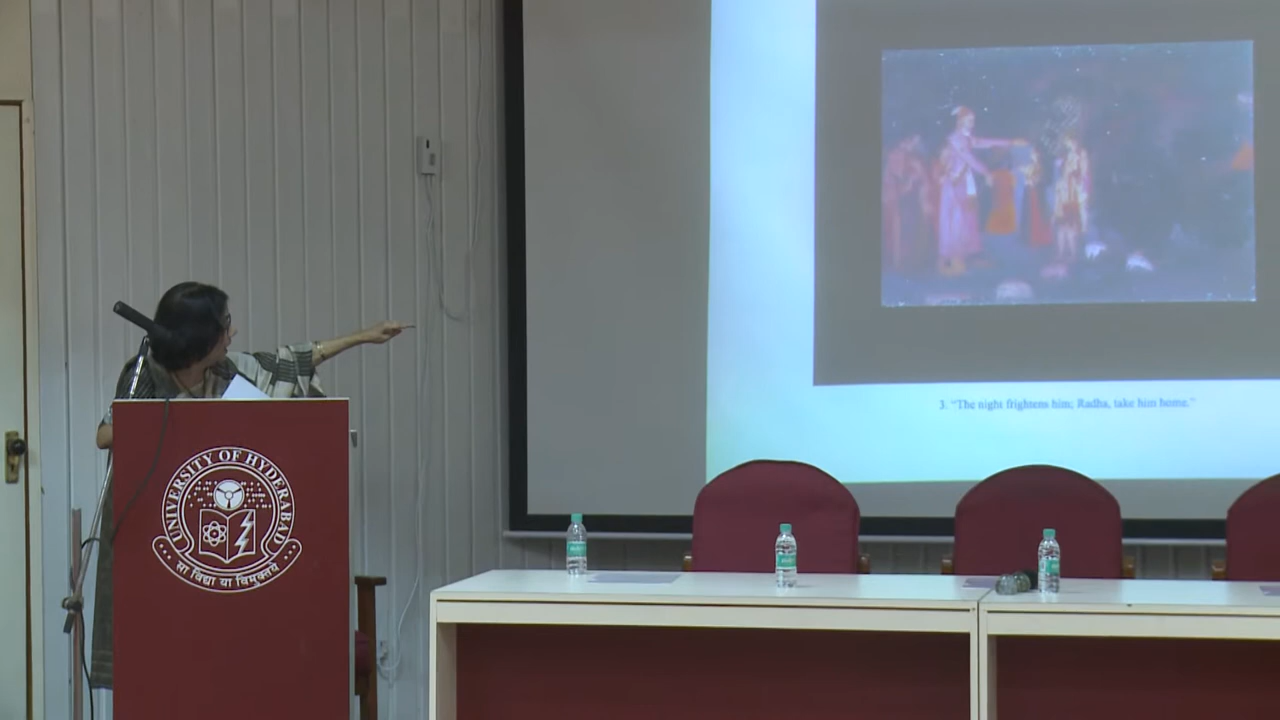 3. "The night frightens him; Radha, take him home."
UNIVERSITY OF HYDERABAD
सा विद्या या विमुक्तये